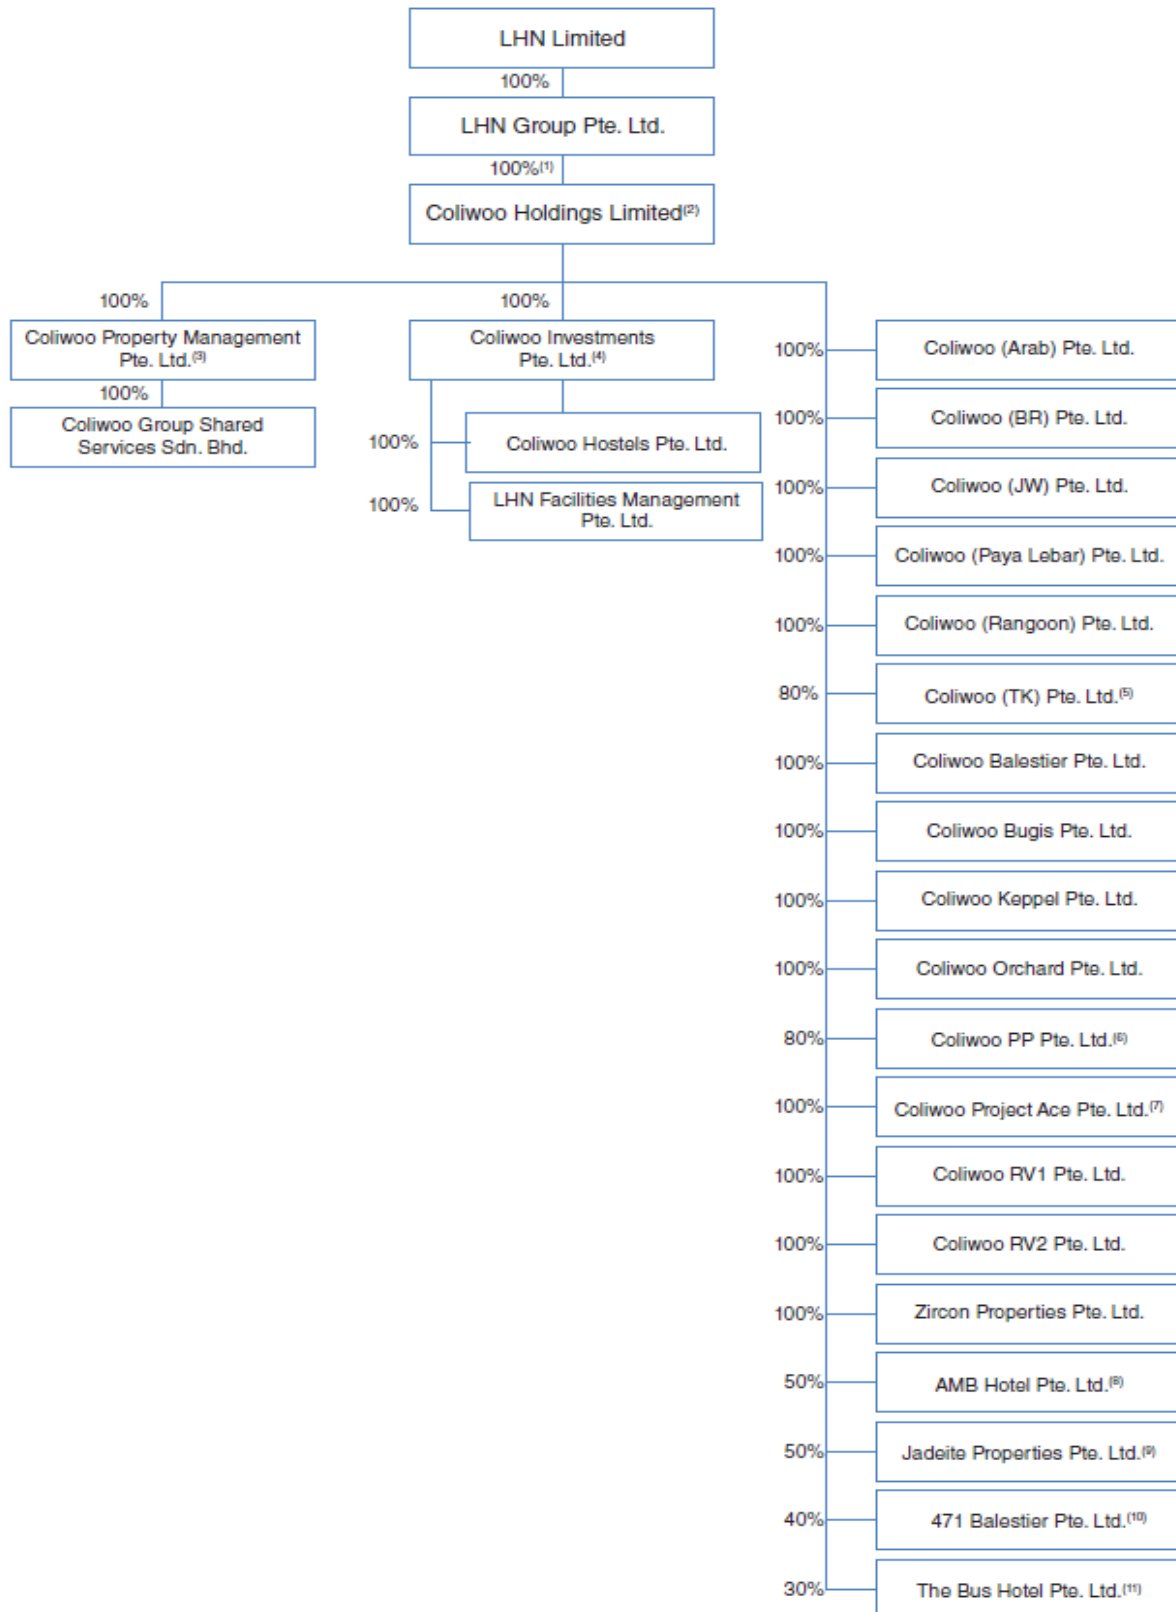 LHN Limited
100%
LHN Group Pte. Ltd.
100%(1)
Coliwoo Holdings Limited(2)
100%
Coliwoo Property Management
Pte. Ltd.(3)
100%
Coliwoo Group Shared
Services Sdn. Bhd.
100%
Coliwoo Investments
Pte. Ltd.(4)
100%
Coliwoo Hostels Pte. Ltd.
100%
LHN Facilities Management
Pte. Ltd.
100%
Coliwoo (Arab) Pte. Ltd.
100%
Coliwoo (BR) Pte. Ltd.
100%
Coliwoo (JW) Pte. Ltd.
100%
Coliwoo (Paya Lebar) Pte. Ltd.
100%
Coliwoo (Rangoon) Pte. Ltd.
80%
Coliwoo (TK) Pte. Ltd.(5)
100%
Coliwoo Balestier Pte. Ltd.
100%
Coliwoo Bugis Pte. Ltd.
100%
Coliwoo Keppel Pte. Ltd.
100%
Coliwoo Orchard Pte. Ltd.
80%
Coliwoo PP Pte. Ltd.(6)
100%
Coliwoo Project Ace Pte. Ltd.(7)
100%
Coliwoo RV1 Pte. Ltd.
100%
Coliwoo RV2 Pte. Ltd.
100%
Zircon Properties Pte. Ltd.
50%
AMB Hotel Pte. Ltd.(8)
50%
Jadeite Properties Pte. Ltd.(9)
40%
471 Balestier Pte. Ltd.(10)
30%
The Bus Hotel Pte. Ltd.(11)